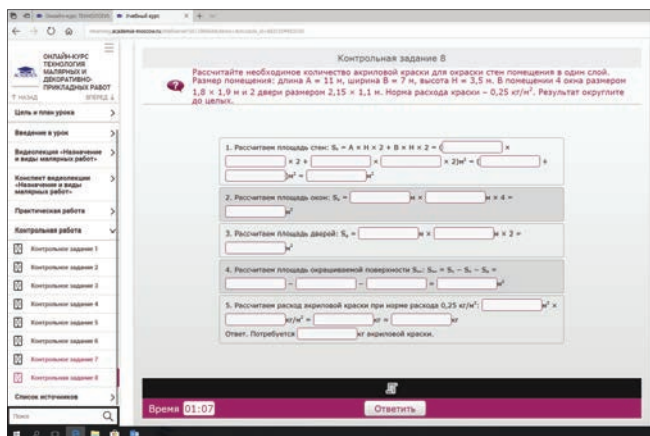 ОНЛАЙН-КУРС
ТЕХНОЛОГИЯ
МАЛЯРНЫХ И
ДЕКОРАТИВНО-
ПРИКЛАДНЫХ РАБОТ
НАЗАД
ВПЕРЕД
Цель и план урока
Введение в урок
Видеолекция «Назначение
и виды малярных работ»
Конспект видеолекции
«Назначение и виды
малярных работ»
Практическая работа
Контрольная работа
Контрольное задание 1
Контрольное задание 2
Контрольное задание 3
Контрольное задание 4
Контрольное задание 5
Контрольное задание 6
Контрольное задание 7
Контрольное задание 8
Список источников
Поиск
Контрольная задание 8
Рассчитайте необходимое количество акриловой краски для окраски стен помещения в один слой.
Размер помещения: длина А = 11 м, ширина В = 7 м, высота Н = 3,5 м. В помещении 4 окна размером
1,8 × 1,9 м и 2 двери размером 2,15 × 1,1 м. Норма расхода краски – 0,25 кг/м². Результат округлите
до целых.
1. Рассчитаем площадь стен: Sс = А × Н × 2 + В × Н × 2 = ( ×
× 2 + × × 2)м² = ( +
)м² = м²
2. Рассчитаем площадь окон: Sо = м × м × 4 =
м²
3. Рассчитаем площадь дверей: Sд = м × м × 2 =
м²
4. Рассчитаем площадь окрашиваемой поверхности Sоп: Sоп = Sс – Sо – Sд =
– – = м²
5. Рассчитаем расход акриловой краски при норме расхода 0,25 кг/м²: м² ×
кг/м² = кг ≈ кг
Ответ. Потребуется кг акриловой краски.
Время 01:07
Ответить